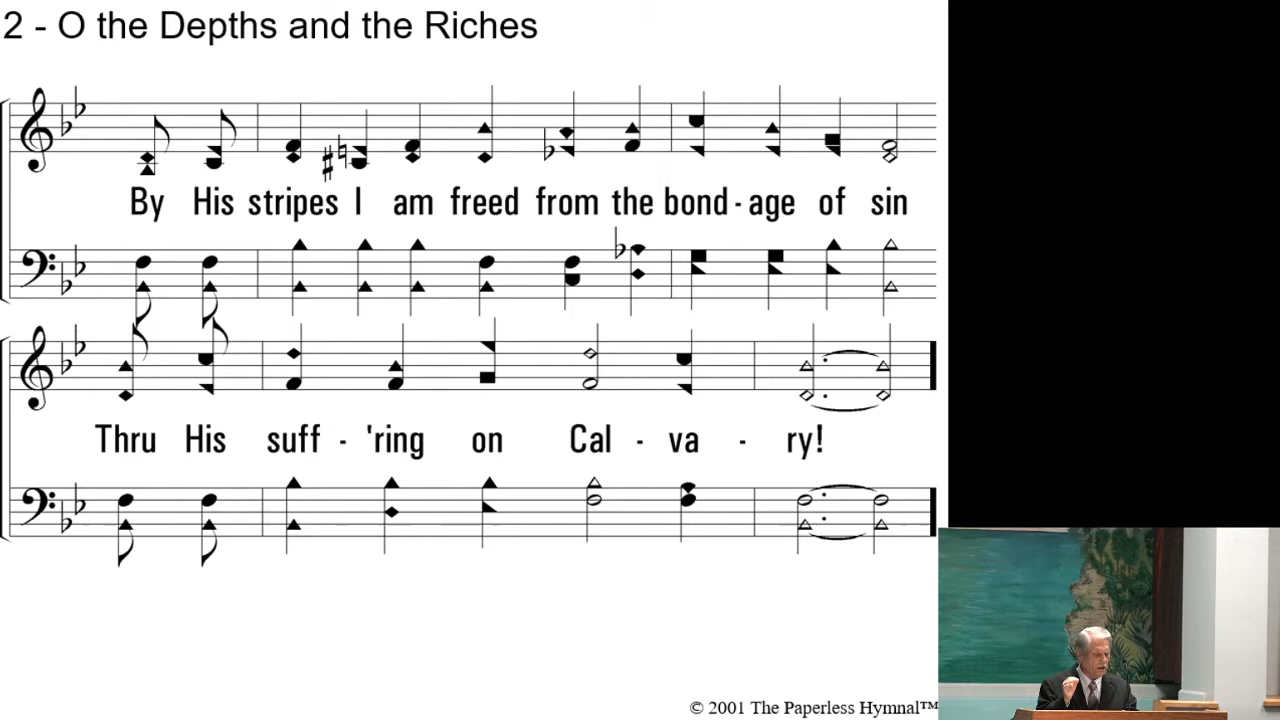 2 - O the Depths and the Riches
By His stripes I am freed from the bond - age of sin
Thru His suff - 'ring on Cal - va - ry!
© 2001 The Paperless Hymnal™